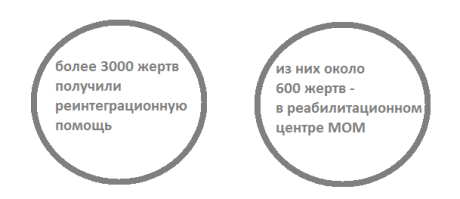 более 3000 жертв
получили
реинтеграционную
помощь
из них около
600 жертв -
в реабилитационном
центре МОМ